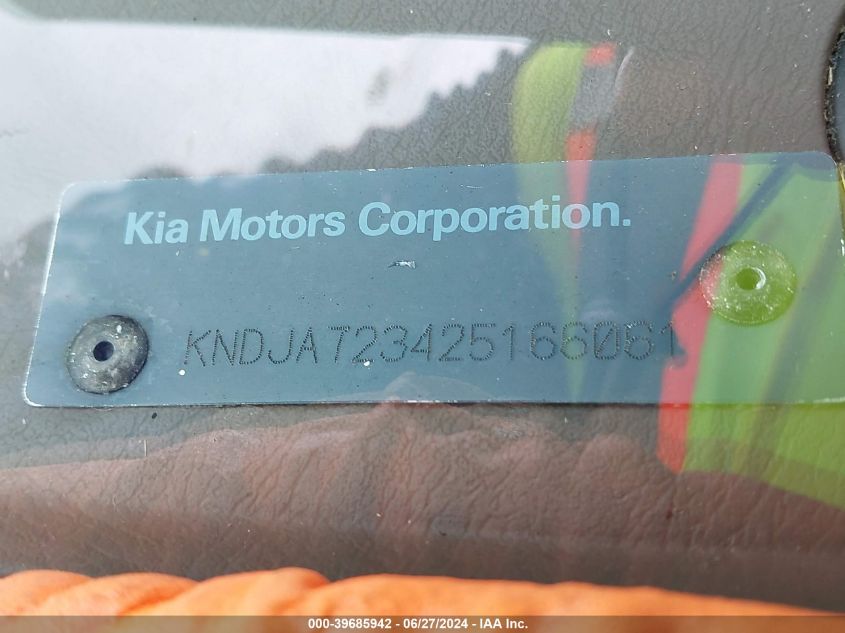 Kia Motors Corporation.
KNDJA723425166061
000-39685942 / 06/27/2024 - IAA Inc.